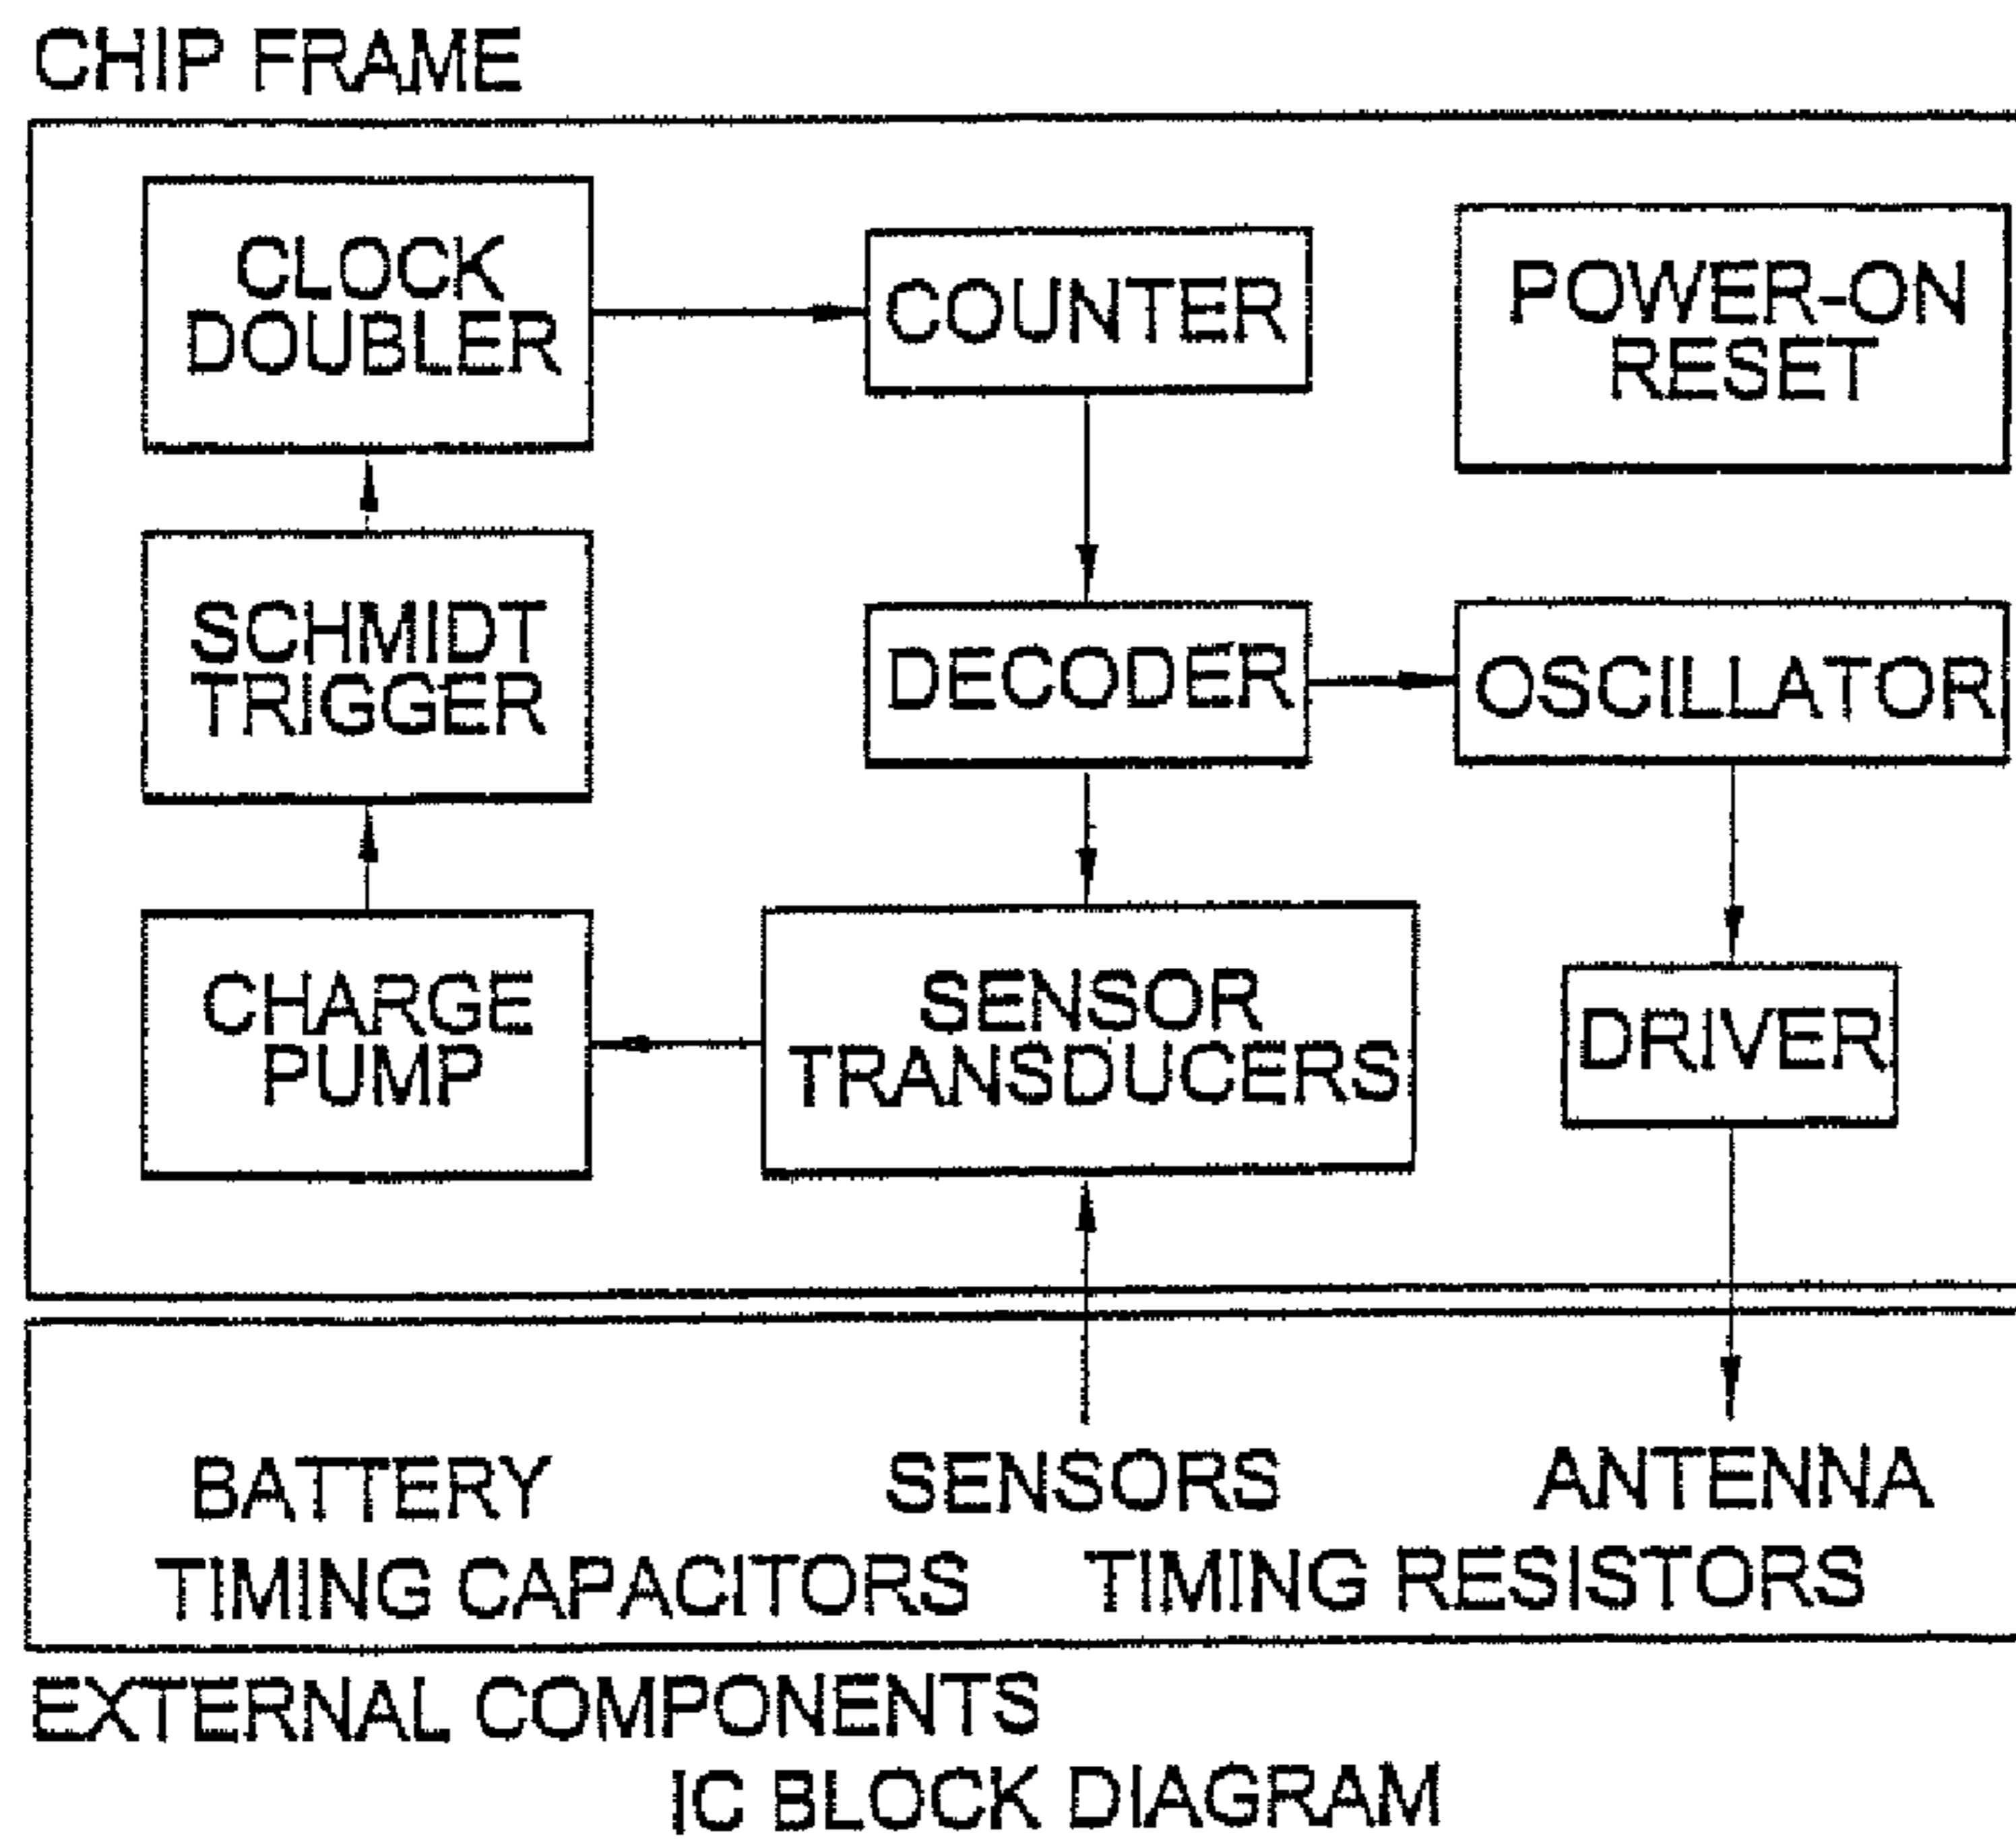 CHIP FRAME
CLOCK
DOUBLER
COUNTER
POWER-ON
RESET
SCHMIDT
TRIGGER
DECODER
OSCILLATOR
CHARGE
PUMP
SENSOR
TRANSDUCERS
DRIVER
BATTERY SENSORS ANTENNA
TIMING CAPACITORS TIMING RESISTORS
EXTERNAL COMPONENTS
IC BLOCK DIAGRAM